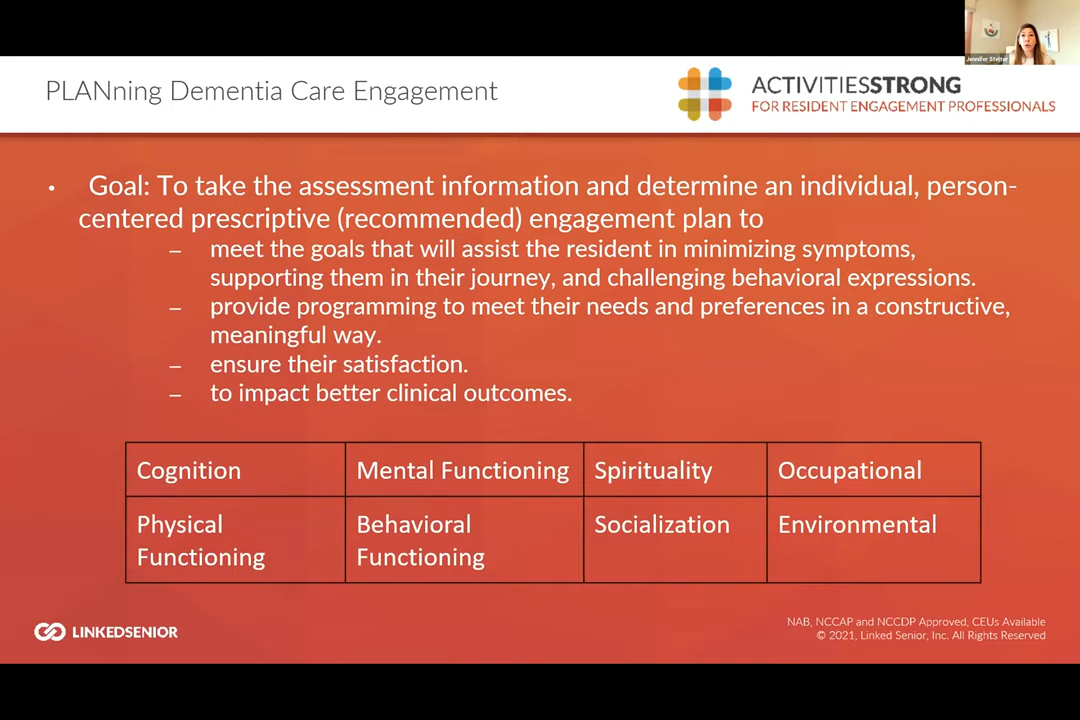 Jennifer Stelter
PLANning Dementia Care Engagement
ACTIVITIESSTRONG
FOR RESIDENT ENGAGEMENT PROFESSIONALS
• Goal: To take the assessment information and determine an individual, person-
centered prescriptive (recommended) engagement plan to
– meet the goals that will assist the resident in minimizing symptoms,
supporting them in their journey, and challenging behavioral expressions.
– provide programming to meet their needs and preferences in a constructive,
meaningful way.
– ensure their satisfaction.
– to impact better clinical outcomes.
Cognition
Mental Functioning
Spirituality
Occupational
Physical
Functioning
Behavioral
Functioning
Socialization
Environmental
LINKEDSENIOR
NAB, NCCAP and NCCDP Approved, CEUs Available
© 2021, Linked Senior, Inc. All Rights Reserved